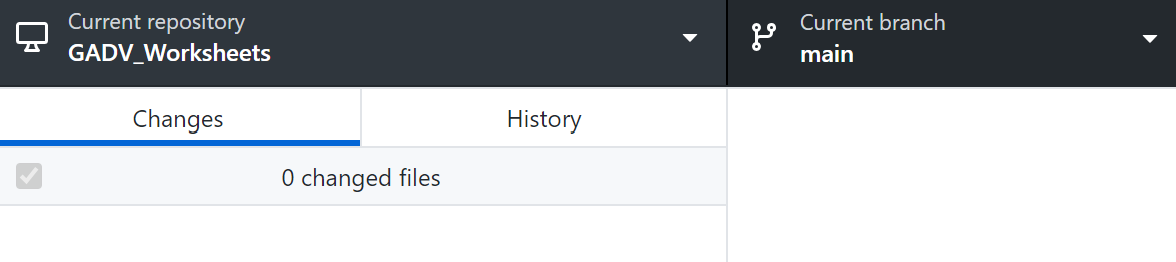 Current repository
GADV_Worksheets
Current branch
main
Changes
History
0 changed files